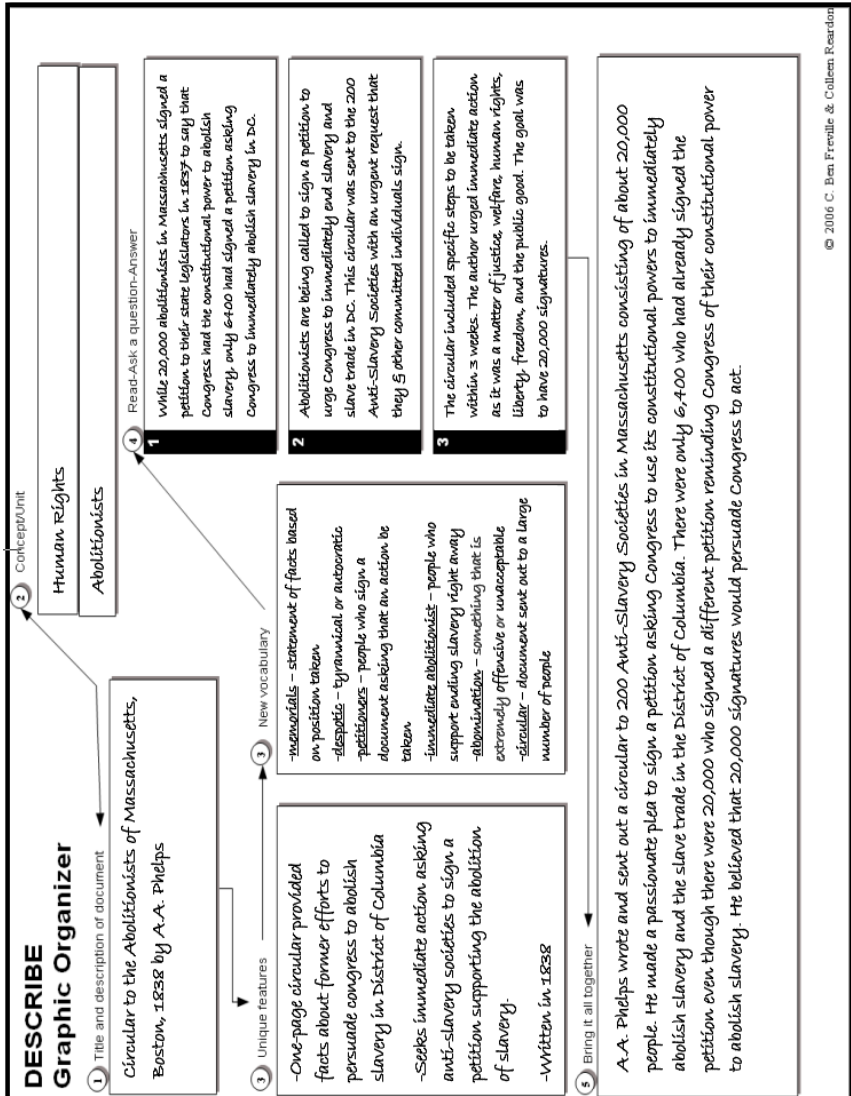 DESCRIBE
Graphic Organizer
1 Title and description of document
Circular to the Abolitionists of Massachusetts,
Boston, 1838 by A.A. Phelps
2 Concept/Unit
Human Rights
Abolitionists
3 Unique features
-One-page circular provided
facts about former efforts to
persuade congress to abolish
slavery in District of Columbia
-Seeks immediate action asking
anti-slavery societies to sign a
petition supporting the abolition
of slavery.
-Written in 1838
3 New vocabulary
-memorials – statement of facts based
on position taken
-despotic – tyrannical or autocratic
-petitioners – people who sign a
document asking that an action be
taken
-immediate abolitionist – people who
support ending slavery right away
-abomination – something that is
extremely offensive or unacceptable
-circular – document sent out to a large
number of people
4 Read-Ask a question-Answer
1
While 20,000 abolitionists in Massachusetts signed a
petition to their state legislators in 1837 to say that
Congress had the constitutional power to abolish
slavery, only 6400 had signed a petition asking
Congress to immediately abolish slavery in DC.
2
Abolitionists are being called to sign a petition to
urge Congress to immediately end slavery and
slave trade in DC. This circular was sent to the 200
Anti-Slavery Societies with an urgent request that
they & other committed individuals sign.
3
The circular included specific steps to be taken
within 3 weeks. The author urged immediate action
as it was a matter of justice, welfare, human rights,
liberty, freedom, and the public good. The goal was
to have 20,000 signatures.
5 Bring it all together
A.A. Phelps wrote and sent out a circular to 200 Anti-Slavery Societies in Massachusetts consisting of about 20,000
people. He made a passionate plea to sign a petition asking Congress to use its constitutional powers to immediately
abolish slavery and the slave trade in the District of Columbia. There were only 6,400 who had already signed the
petition even though there were 20,000 who signed a different petition reminding Congress of their constitutional power
to abolish slavery. He believed that 20,000 signatures would persuade Congress to act.
© 2006 C. Ben Freville & Colleen Reardon